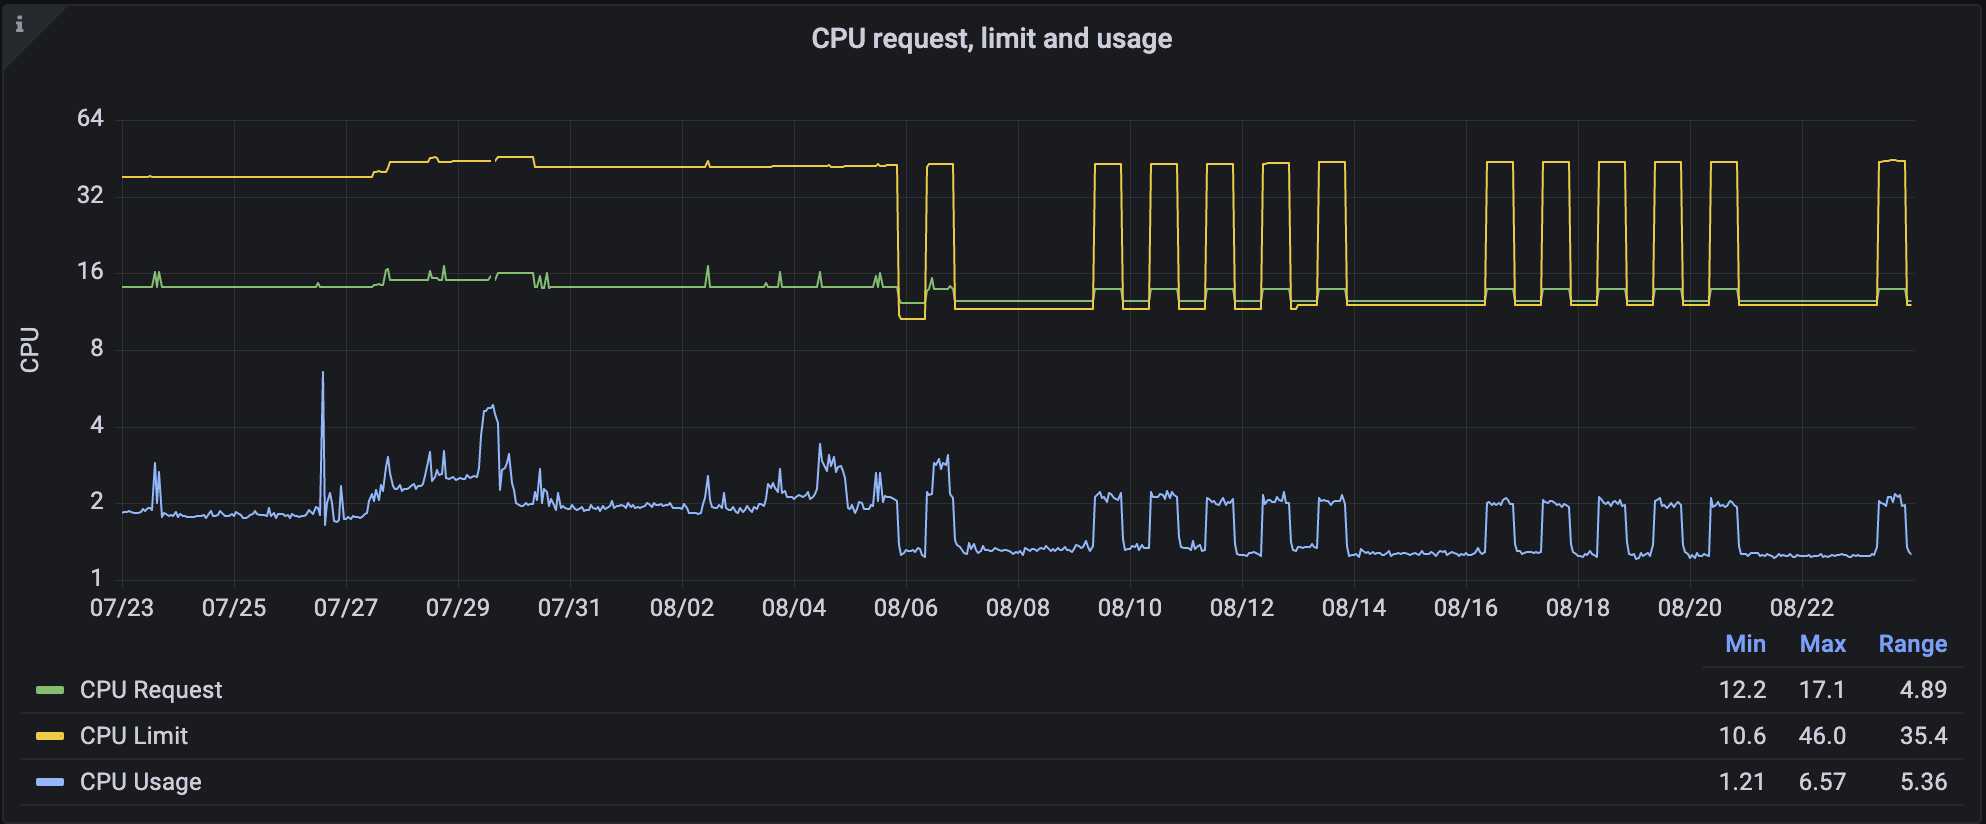 i
CPU request, limit and usage
64
32
16
8
4
2
1
CPU
07/23 07/25 07/27 07/29 07/31 08/02 08/04 08/06 08/08 08/10 08/12 08/14 08/16 08/18 08/20 08/22
Min Max Range
CPU Request 12.2 17.1 4.89
CPU Limit 10.6 46.0 35.4
CPU Usage 1.21 6.57 5.36